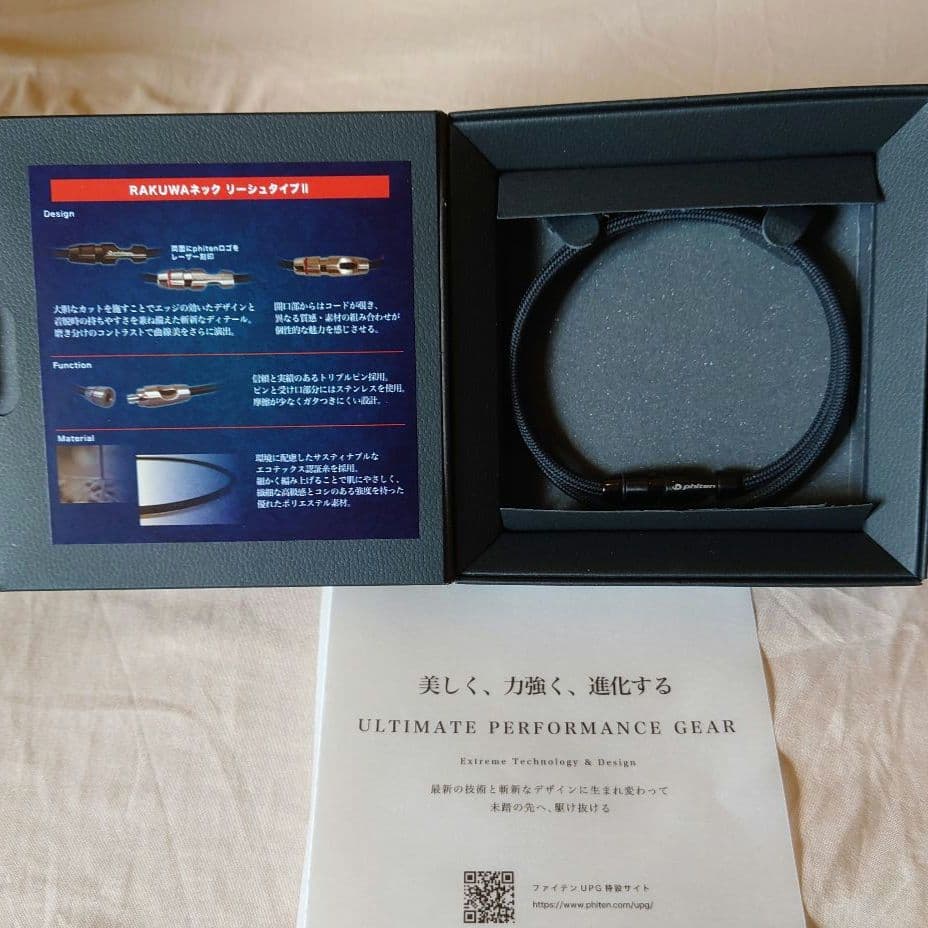 RAKUWAネック リーシュタイプII
Design
両面にphitenロゴを
レーザー刻印
大胆なカットを施すことでエッジの効いたデザインと
着脱時の持ちやすさを兼ね備えた斬新なディテール。
磨き分けのコントラストで曲線美をさらに演出。
開口部からはコードが覗き、
異なる質感・素材の組み合わせが
個性的な魅力を感じさせる。
Function
信頼と実績のあるトリプルピン採用。
ピンと受け口部分にはステンレスを使用。
摩擦が少なくガタつきにくい設計。
Material
環境に配慮したサスティナブルな
エコテックス認証糸を採用。
細かく編み上げることで肌にやさしく、
繊細な高級感とコシのある強度を持った
優れたポリエステル素材。
phiten
美しく、力強く、進化する
ULTIMATE PERFORMANCE GEAR
Extreme Technology & Design
最新の技術と斬新なデザインに生まれ変わって
未踏の先へ、駆け抜ける
ファイテン UPG 特設サイト
https://www.phiten.com/upg/